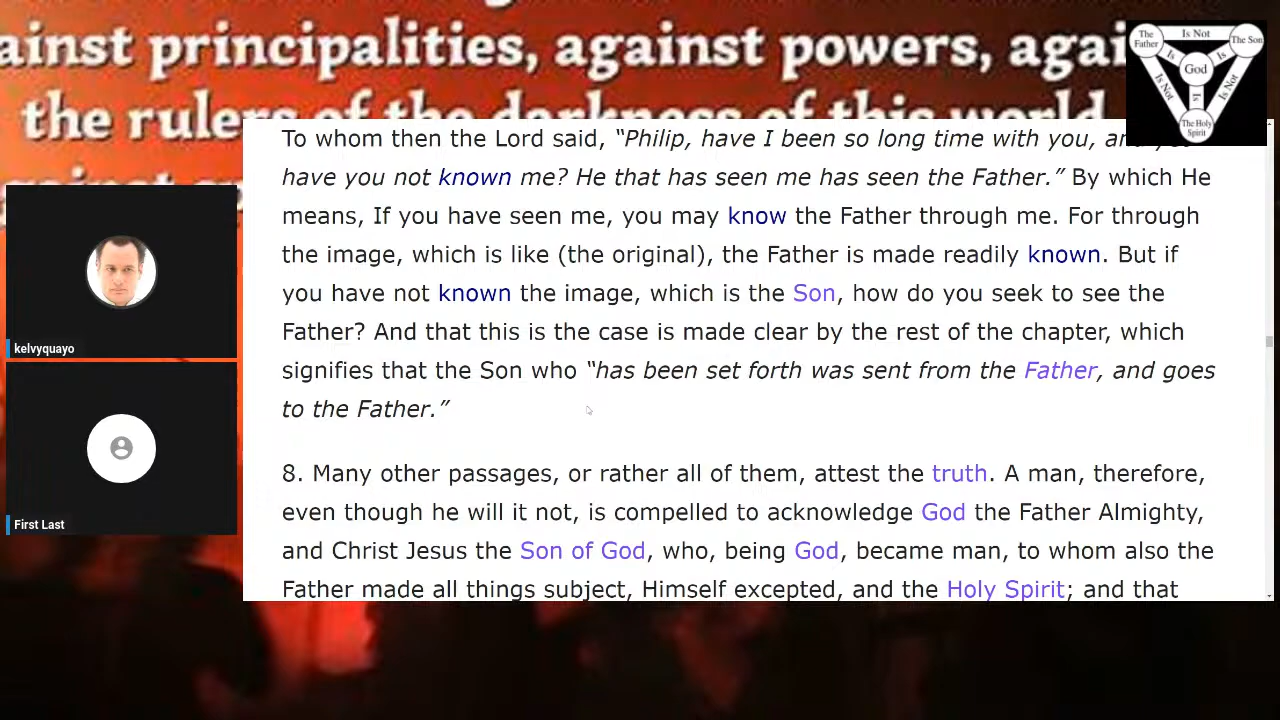 ainst principalities, against powers, agai
the rulers of the darkness of this world
The Father
Is Not
The Son
Is
God
Is
Is Not
Is
Is Not
The Holy Spirit
To whom then the Lord said, “Philip, have I been so long time with you, and you
have you not known me? He that has seen me has seen the Father.” By which He
means, If you have seen me, you may know the Father through me. For through
the image, which is like (the original), the Father is made readily known. But if
you have not known the image, which is the Son, how do you seek to see the
Father? And that this is the case is made clear by the rest of the chapter, which
signifies that the Son who “has been set forth was sent from the Father, and goes
to the Father.”
8. Many other passages, or rather all of them, attest the truth. A man, therefore,
even though he will it not, is compelled to acknowledge God the Father Almighty,
and Christ Jesus the Son of God, who, being God, became man, to whom also the
Father made all things subject, Himself excepted, and the Holy Spirit; and that
kelvyquayo
First Last